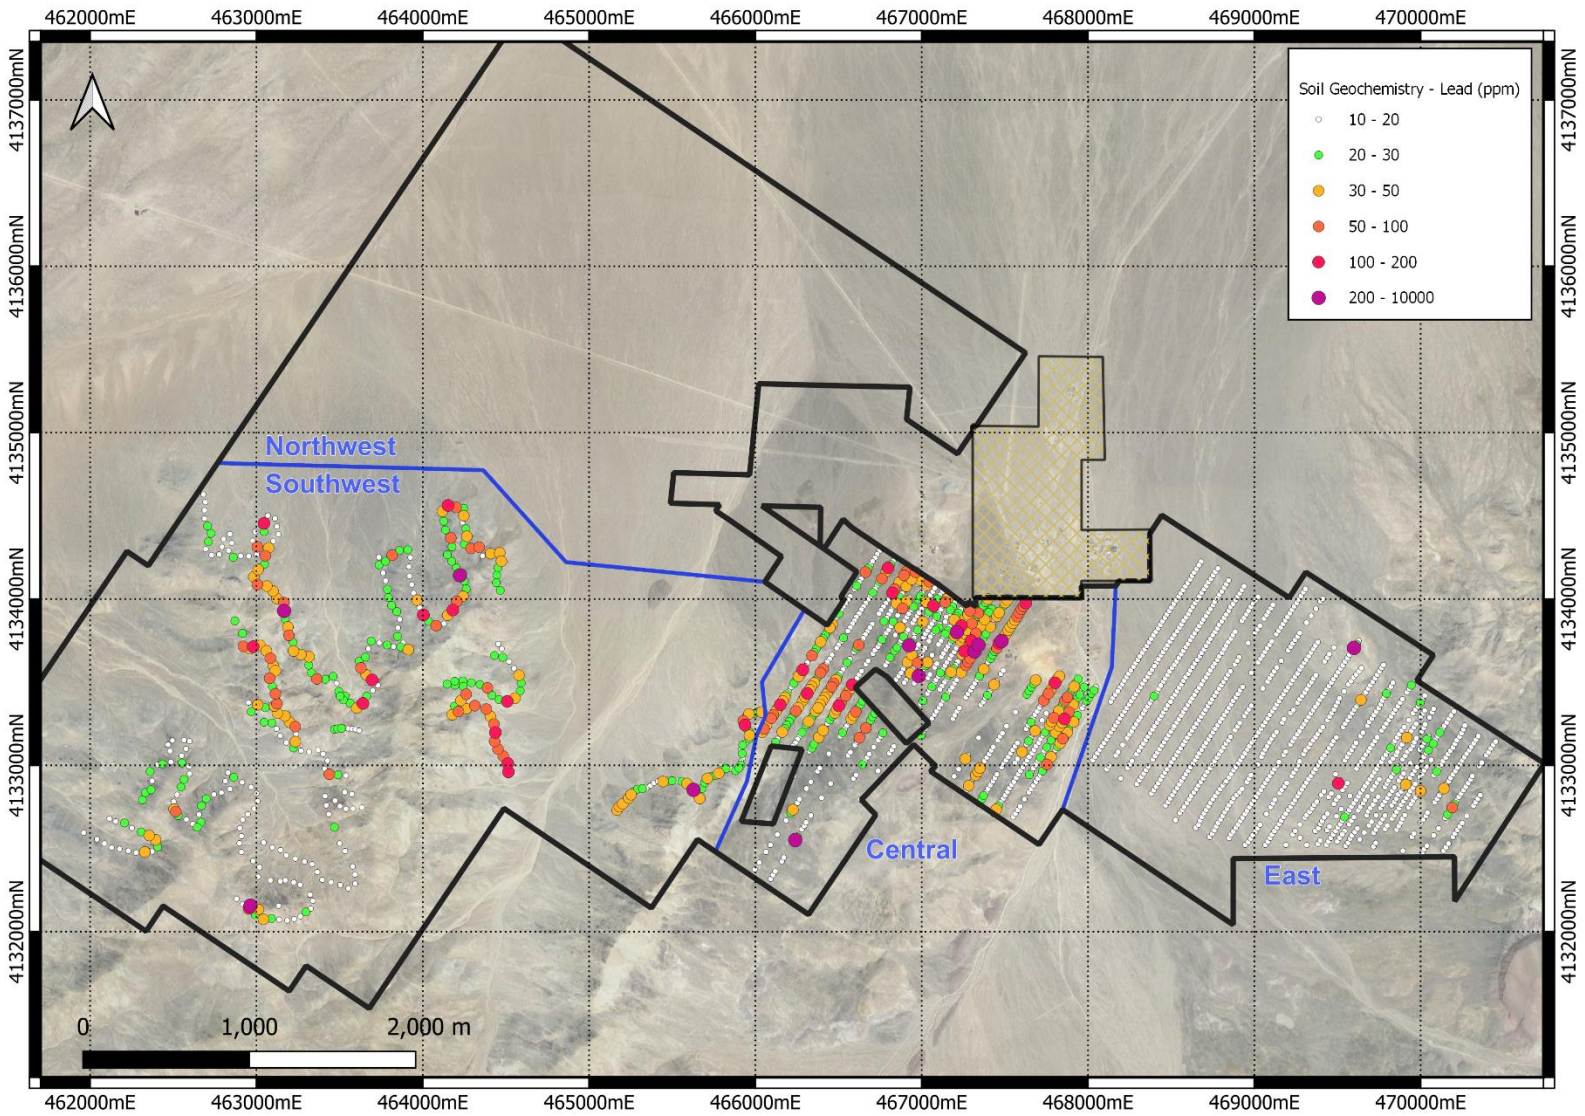 462000mE 463000mE 464000mE 465000mE 466000mE 467000mE 468000mE 469000mE 470000mE
4137000mN 4137000mN
Soil Geochemistry - Lead (ppm)
10 - 20
20 - 30
30 - 50
50 - 100
100 - 200
200 - 10000
4136000mN 4136000mN
4135000mN 4135000mN
Northwest
Southwest
4134000mN 4134000mN
4133000mN 4133000mN
Central
East
4132000mN 4132000mN
0 1,000 2,000 m
462000mE 463000mE 464000mE 465000mE 466000mE 467000mE 468000mE 469000mE 470000mE